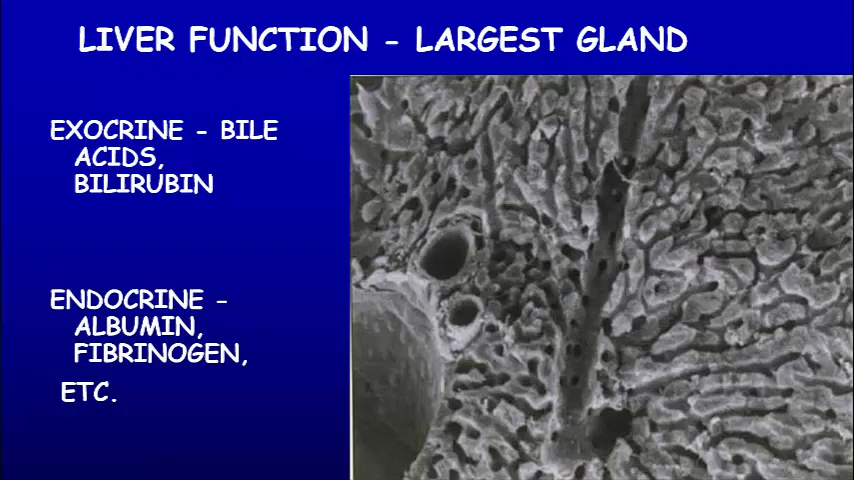 LIVER FUNCTION - LARGEST GLAND
EXOCRINE - BILE
ACIDS,
BILIRUBIN
ENDOCRINE -
ALBUMIN,
FIBRINOGEN,
ETC.